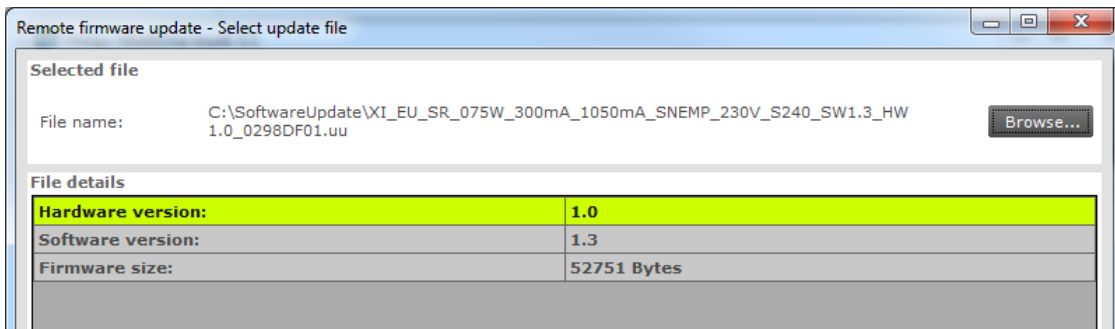 Remote firmware update - Select update file
Selected file
File name:
C:\SoftwareUpdate\XI_EU_SR_075W_300mA_1050mA_SNEMP_230V_S240_SW1.3_HW
1.0_0298DF01.uu
Browse...
File details
Hardware version: 1.0
Software version: 1.3
Firmware size: 52751 Bytes